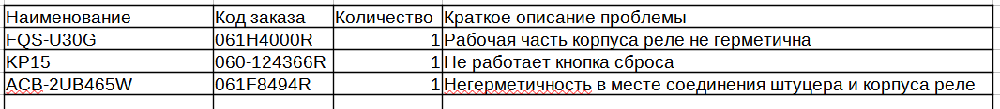 Наименование Код заказа Количество Краткое описание проблемы
FQS-U30G 061H4000R 1 Рабочая часть корпуса реле не герметична
KP15 060-124366R 1 Не работает кнопка сброса
ACB-2UB465W 061F8494R 1 Негерметичность в месте соединения штуцера и корпуса реле